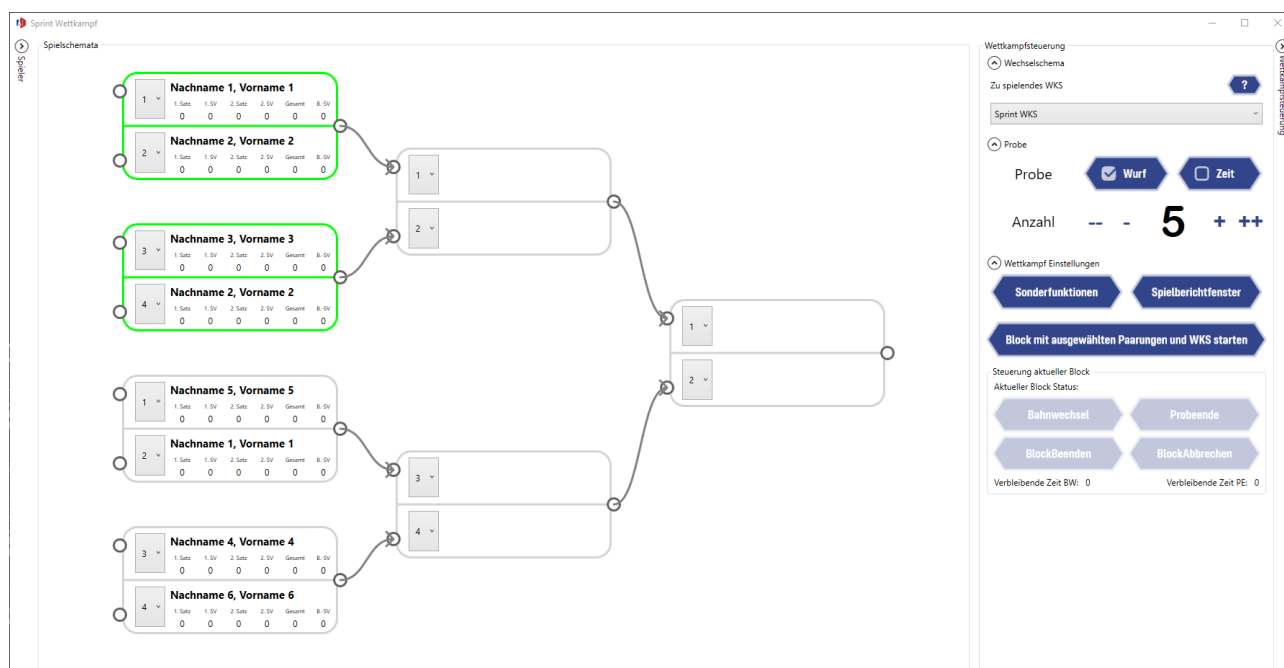 Sprint Wettkampf
Spieler
Spielschemata
1
Nachname 1, Vorname 1
1. Satz 1. SV 2. Satz 2. SV Gesamt B.-SV
0 0 0 0 0 0
2
Nachname 2, Vorname 2
1. Satz 1. SV 2. Satz 2. SV Gesamt B.-SV
0 0 0 0 0 0
3
Nachname 3, Vorname 3
1. Satz 1. SV 2. Satz 2. SV Gesamt B.-SV
0 0 0 0 0 0
4
Nachname 2, Vorname 2
1. Satz 1. SV 2. Satz 2. SV Gesamt B.-SV
0 0 0 0 0 0
1
Nachname 5, Vorname 5
1. Satz 1. SV 2. Satz 2. SV Gesamt B.-SV
0 0 0 0 0 0
2
Nachname 1, Vorname 1
1. Satz 1. SV 2. Satz 2. SV Gesamt B.-SV
0 0 0 0 0 0
3
Nachname 4, Vorname 4
1. Satz 1. SV 2. Satz 2. SV Gesamt B.-SV
0 0 0 0 0 0
4
Nachname 6, Vorname 6
1. Satz 1. SV 2. Satz 2. SV Gesamt B.-SV
0 0 0 0 0 0
1
2
3
4
1
2
Wettkampfsteuerung
Wechselschema
Zu spielendes WKS ?
Sprint WKS
Probe
Probe Wurf Zeit
Anzahl -- - 5 + ++
Wettkampf Einstellungen
Sonderfunktionen Spielberichtfenster
Block mit ausgewählten Paarungen und WKS starten
Steuerung aktueller Block
Aktueller Block Status:
Bahnwechsel Probeende
BlockBeenden BlockAbbrechen
Verbleibende Zeit BW: 0 Verbleibende Zeit PE: 0
Wettkampfsteuerung